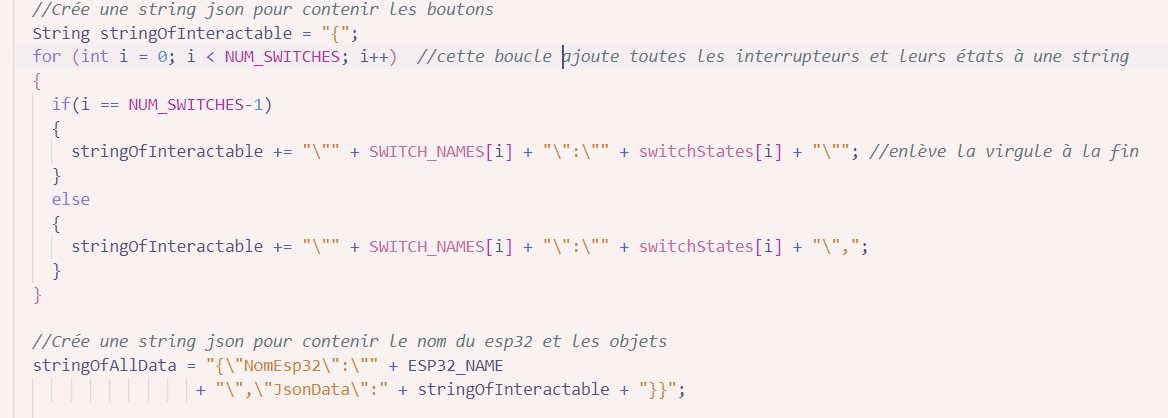 //Crée une string json pour contenir les boutons
String stringOfInteractable = "{";
for (int i = 0; i < NUM_SWITCHES; i++)  //cette boucle ajoute toutes les interrupteurs et leurs états à une string
{
  if(i == NUM_SWITCHES-1)
  {
    stringOfInteractable += "\"" + SWITCH_NAMES[i] + "\":\"" + switchStates[i] + "\""; //enlève la virgule à la fin
  }
  else
  {
    stringOfInteractable += "\"" + SWITCH_NAMES[i] + "\":\"" + switchStates[i] + "\",";
  }
}

//Crée une string json pour contenir le nom du esp32 et les objets
stringOfAllData = "{\"NomEsp32\":\"" + ESP32_NAME
                 + "\",\"JsonData\":" + stringOfInteractable + "}}";